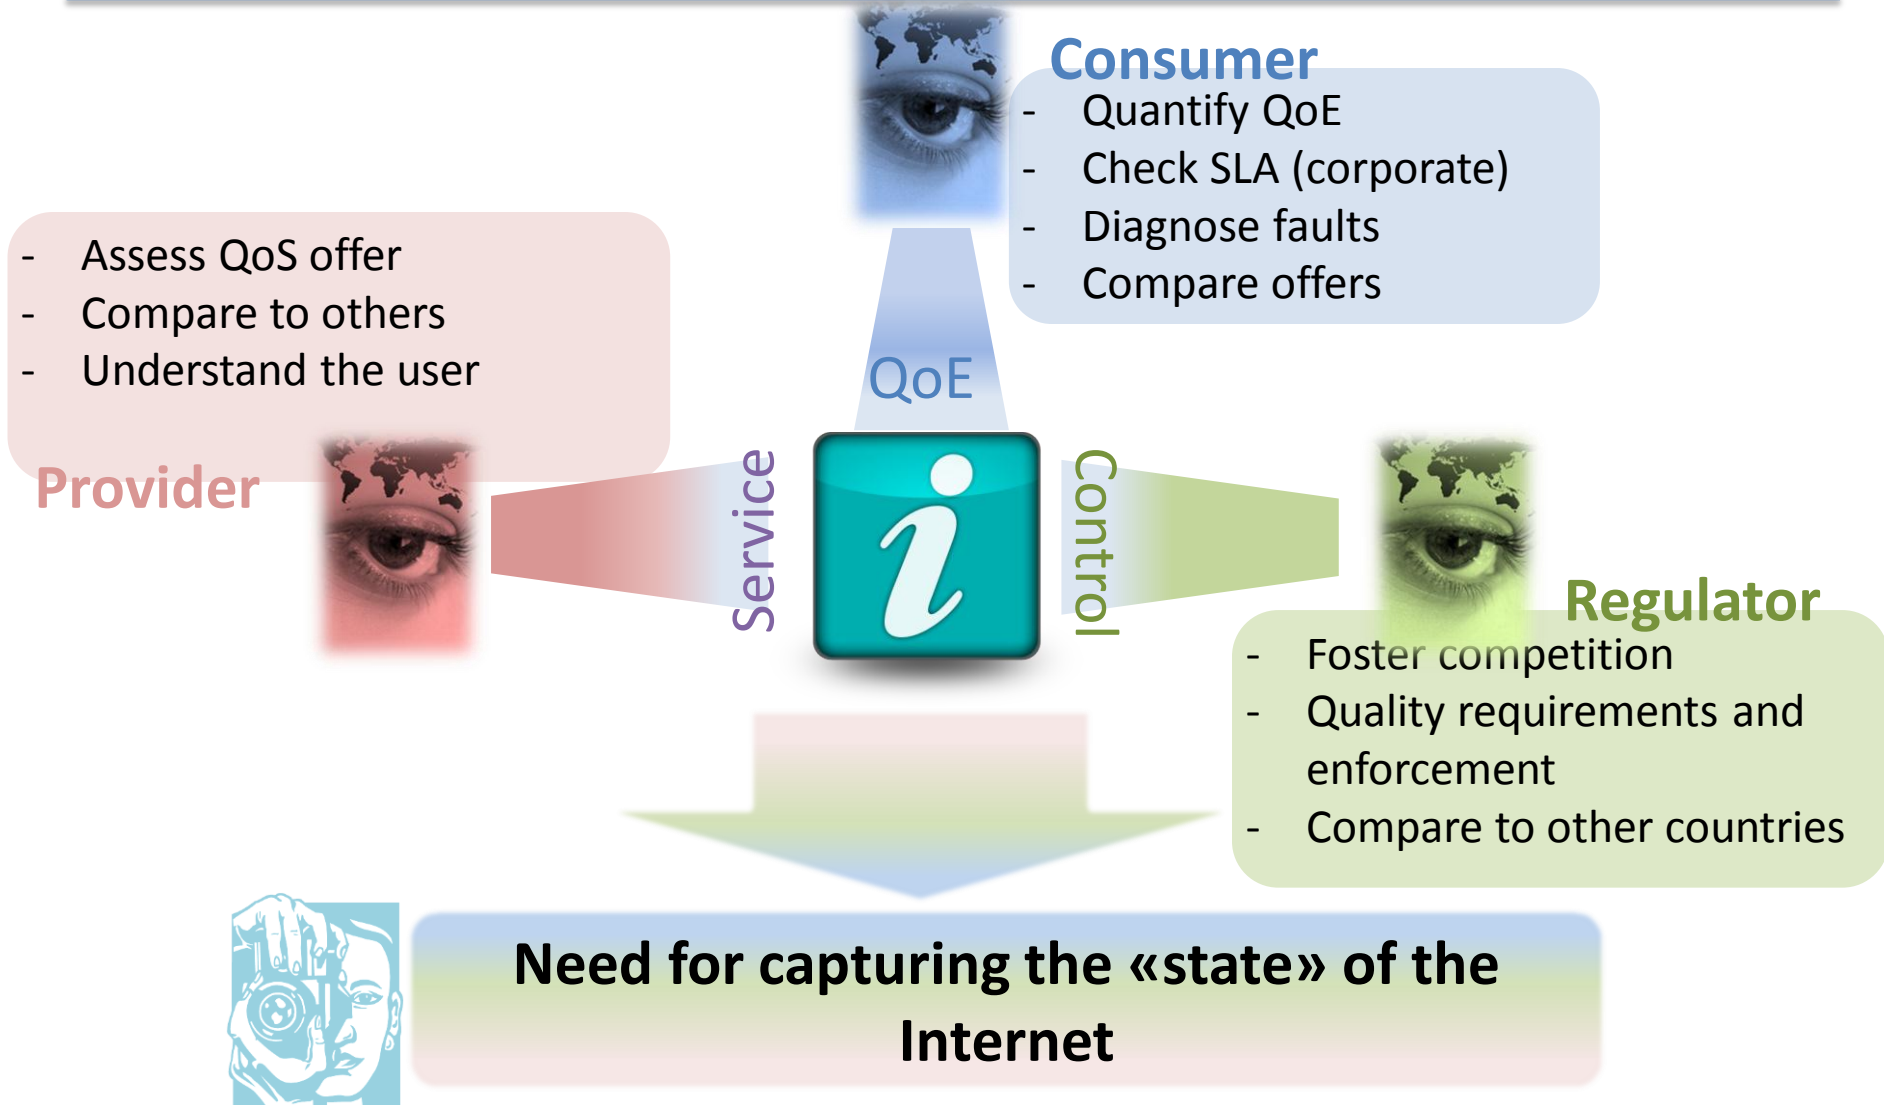 Consumer
- Quantify QoE
- Check SLA (corporate)
- Diagnose faults
- Compare offers
- Assess QoS offer
- Compare to others
- Understand the user
Provider
QoE
Service
i
Control
Regulator
- Foster competition
- Quality requirements and
enforcement
- Compare to other countries
Need for capturing the «state» of the
Internet